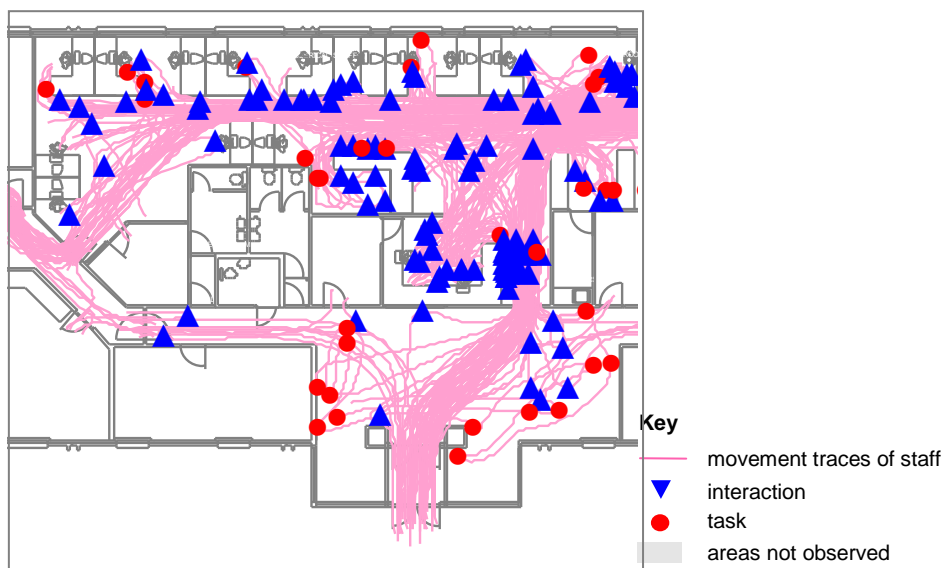 Key
movement traces of staff
interaction
task
areas not observed